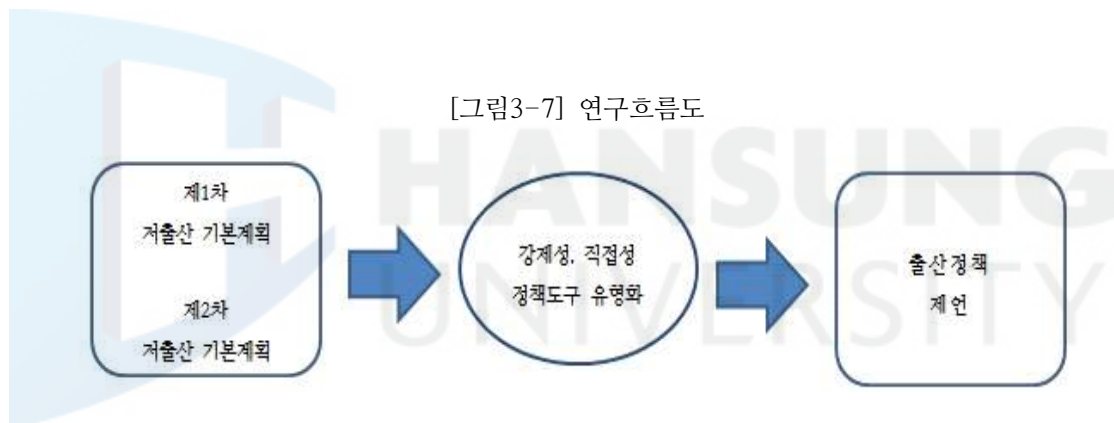 [그림3-7] 연구흐름도
HANSUNG
UNIVERSITY
제1차
저출산 기본계획
제2차
저출산 기본계획
강제성, 직접성
정책도구 유형화
출산정책
제언